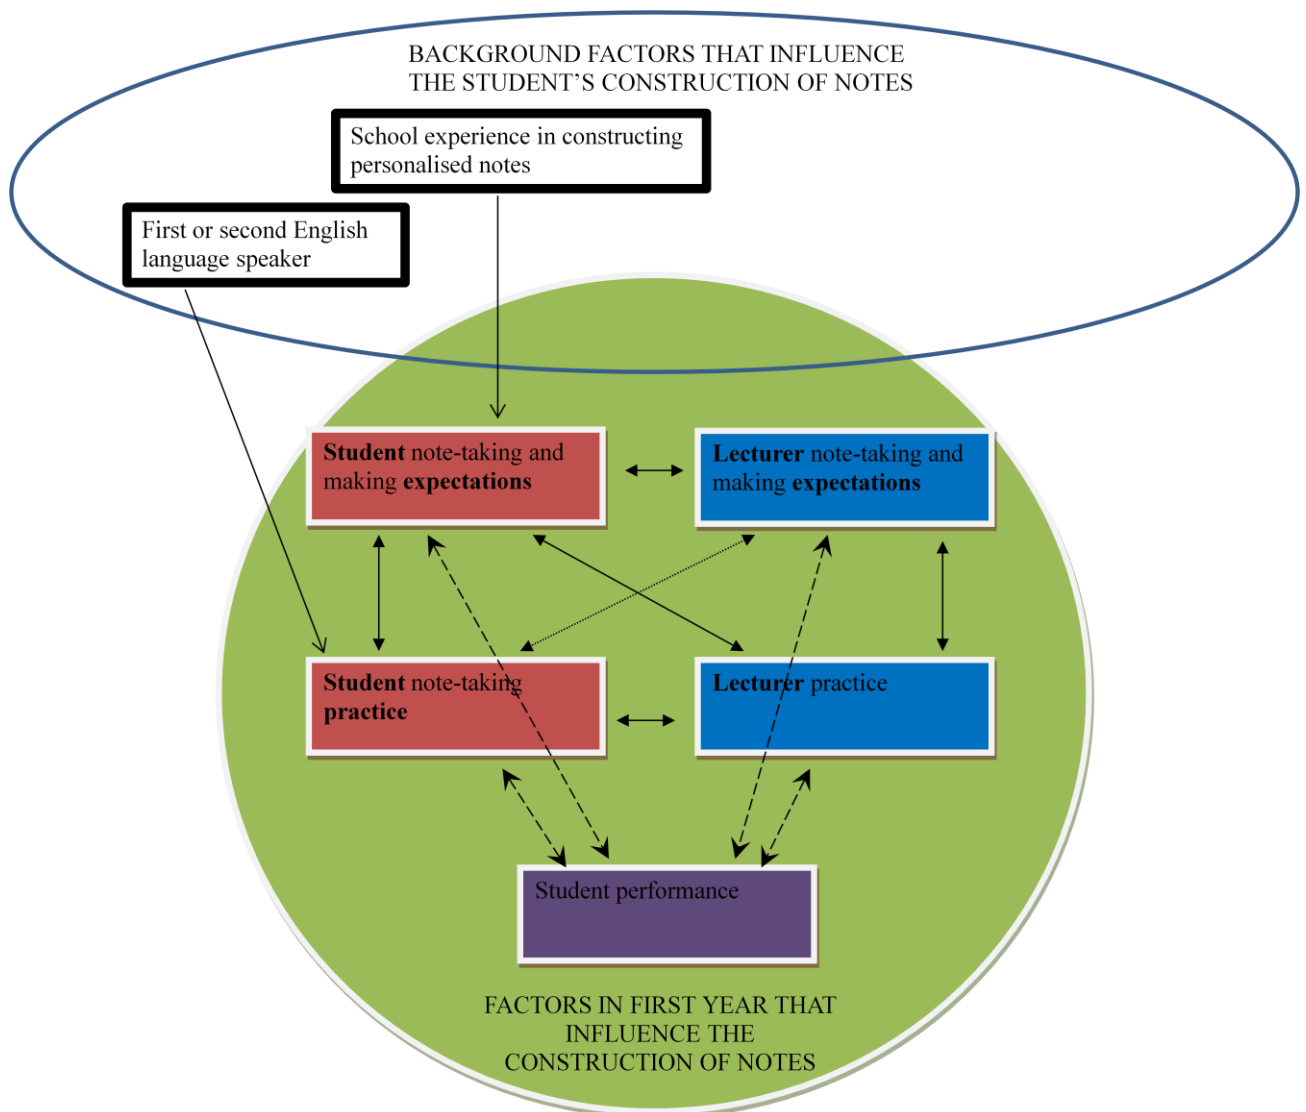 BACKGROUND FACTORS THAT INFLUENCE
THE STUDENT’S CONSTRUCTION OF NOTES
School experience in constructing
personalised notes
First or second English
language speaker
Student note-taking and
making expectations
Lecturer note-taking and
making expectations
Student note-taking
practice
Lecturer practice
Student performance
FACTORS IN FIRST YEAR THAT
INFLUENCE THE
CONSTRUCTION OF NOTES